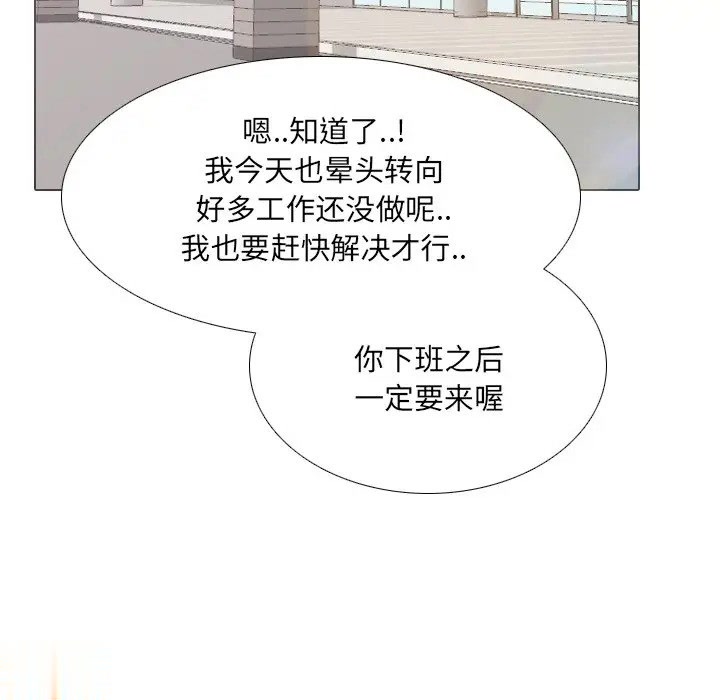 嗯..知道了..!
我今天也晕头转向
好多工作还没做呢..
我也要赶快解决才行..
你下班之后
一定要来喔